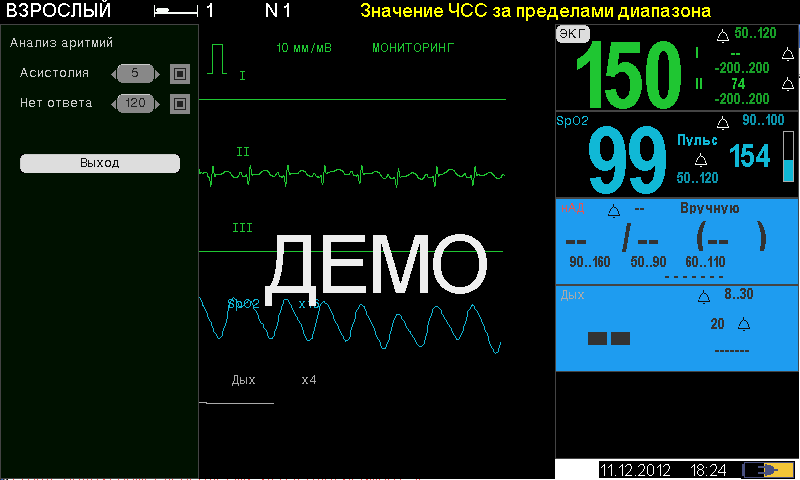 ВЗРОСЛЫЙ 1 N 1 Значение ЧСС за пределами диапазона
Анализ аритмий
Асистолия 5
Нет ответа 120
Выход
10 мм/мВ МОНИТОРИНГ
I
II
III
ДЕМО
SpO2
Дых x4
ЭКГ 150 50..120
I --
-200..200
II 74
-200..200
SpO2 99 90..100
Пульс 154
50..120
-- Вручную
-- / -- ( -- )
90..160 50..90 60..110
-------
Дых 8..30
-- 20
-------
11.12.2012 18:24